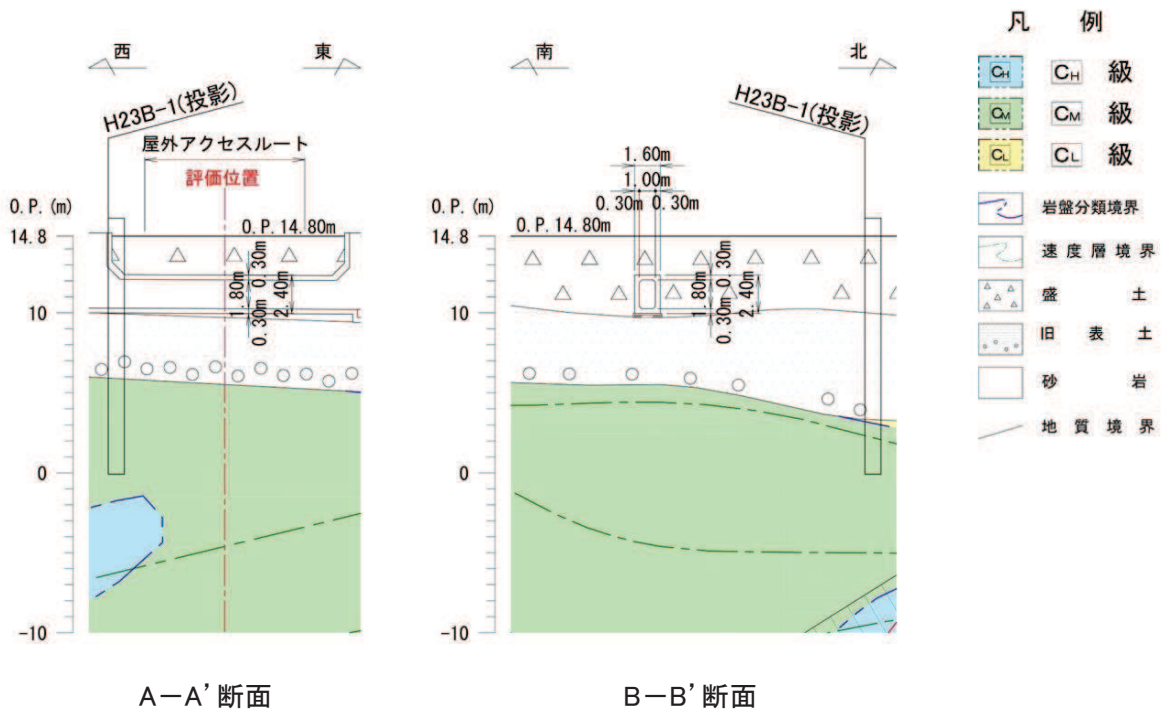 西 東
H23B-1(投影)
屋外アクセスルート
評価位置
O.P.(m)
O.P.14.80m
14.8
10
0
-10
0.30m
1.80m
2.40m
0.30m
A-A'断面
南 北
H23B-1(投影)
1.60m
1.00m
0.30m 0.30m
O.P.(m)
O.P.14.80m
14.8
10
0
-10
0.30m
1.80m
2.40m
0.30m
B-B'断面
凡 例
CH CH 級
CM CM 級
CL CL 級
岩盤分類境界
速度層境界
盛 土
旧 表 土
砂 岩
地 質 境 界